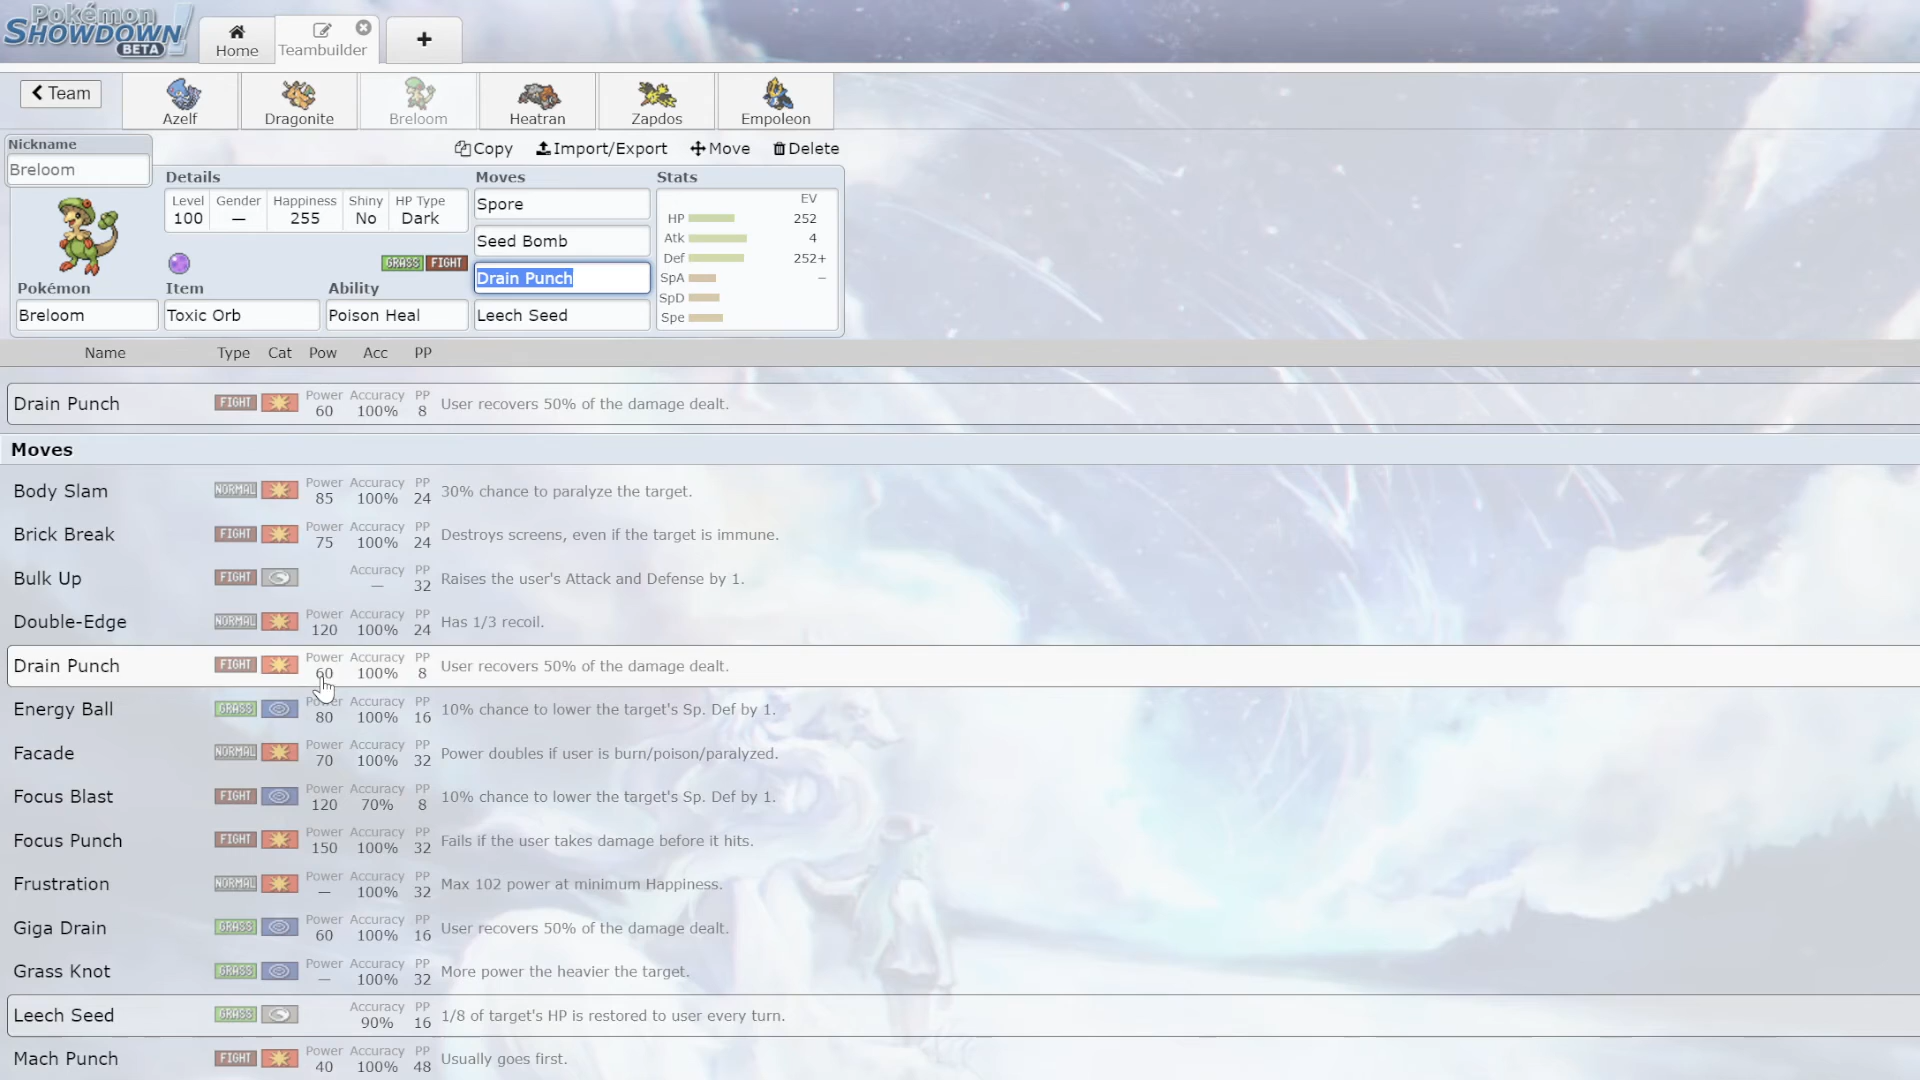 Pokémon
SHOWDOWN!
BETA
Home
Teambuilder
Team
Azelf
Dragonite
Breloom
Heatran
Zapdos
Empoleon
Nickname
Breloom
Copy
Import/Export
Move
Delete
Details
Level
100
Gender
—
Happiness
255
Shiny
No
HP Type
Dark
GRASS FIGHT
Pokémon
Breloom
Item
Toxic Orb
Ability
Poison Heal
Moves
Spore
Seed Bomb
Drain Punch
Leech Seed
Stats
EV
HP 252
Atk 4
Def 252+
SpA –
SpD
Spe
Name Type Cat Pow Acc PP
Drain Punch FIGHT Power 60 Accuracy 100% PP 8 User recovers 50% of the damage dealt.
Moves
Body Slam NORMAL Power 85 Accuracy 100% PP 24 30% chance to paralyze the target.
Brick Break FIGHT Power 75 Accuracy 100% PP 24 Destroys screens, even if the target is immune.
Bulk Up FIGHT Accuracy — PP 32 Raises the user's Attack and Defense by 1.
Double-Edge NORMAL Power 120 Accuracy 100% PP 24 Has 1/3 recoil.
Drain Punch FIGHT Power 60 Accuracy 100% PP 8 User recovers 50% of the damage dealt.
Energy Ball GRASS Power 80 Accuracy 100% PP 16 10% chance to lower the target's Sp. Def by 1.
Facade NORMAL Power 70 Accuracy 100% PP 32 Power doubles if user is burn/poison/paralyzed.
Focus Blast FIGHT Power 120 Accuracy 70% PP 8 10% chance to lower the target's Sp. Def by 1.
Focus Punch FIGHT Power 150 Accuracy 100% PP 32 Fails if the user takes damage before it hits.
Frustration NORMAL Power — Accuracy 100% PP 32 Max 102 power at minimum Happiness.
Giga Drain GRASS Power 60 Accuracy 100% PP 16 User recovers 50% of the damage dealt.
Grass Knot GRASS Power — Accuracy 100% PP 32 More power the heavier the target.
Leech Seed GRASS Accuracy 90% PP 16 1/8 of target's HP is restored to user every turn.
Mach Punch FIGHT Power 40 Accuracy 100% PP 48 Usually goes first.